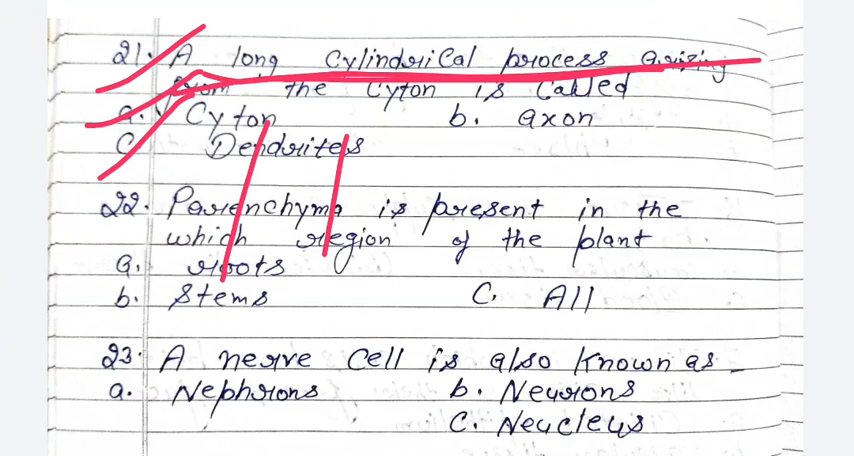 21. A long Cylindrical process arizing
from the Cyton is Called
a. Cyton b. axon
C. Dendrites
22. Parenchyma is present in the
which region of the plant
a. roots
b. Stems C. All
23. A nerve Cell is also Known as -
a. Nephrons b. Neurons
C. Neucleus